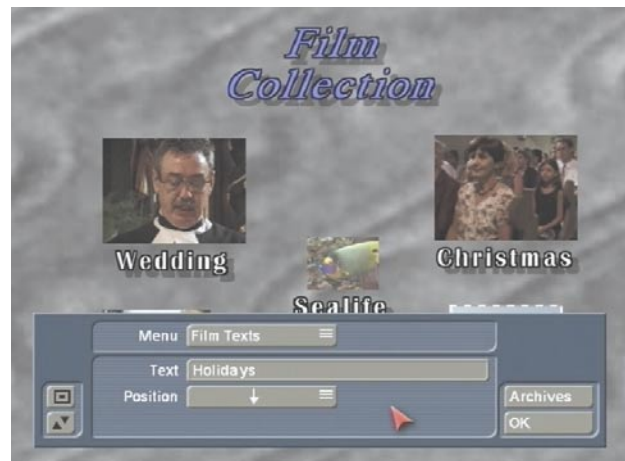 Film
Collection
Wedding
Christmas
Sealife
Menu Film Texts
Text Holidays
Position
Archives
OK